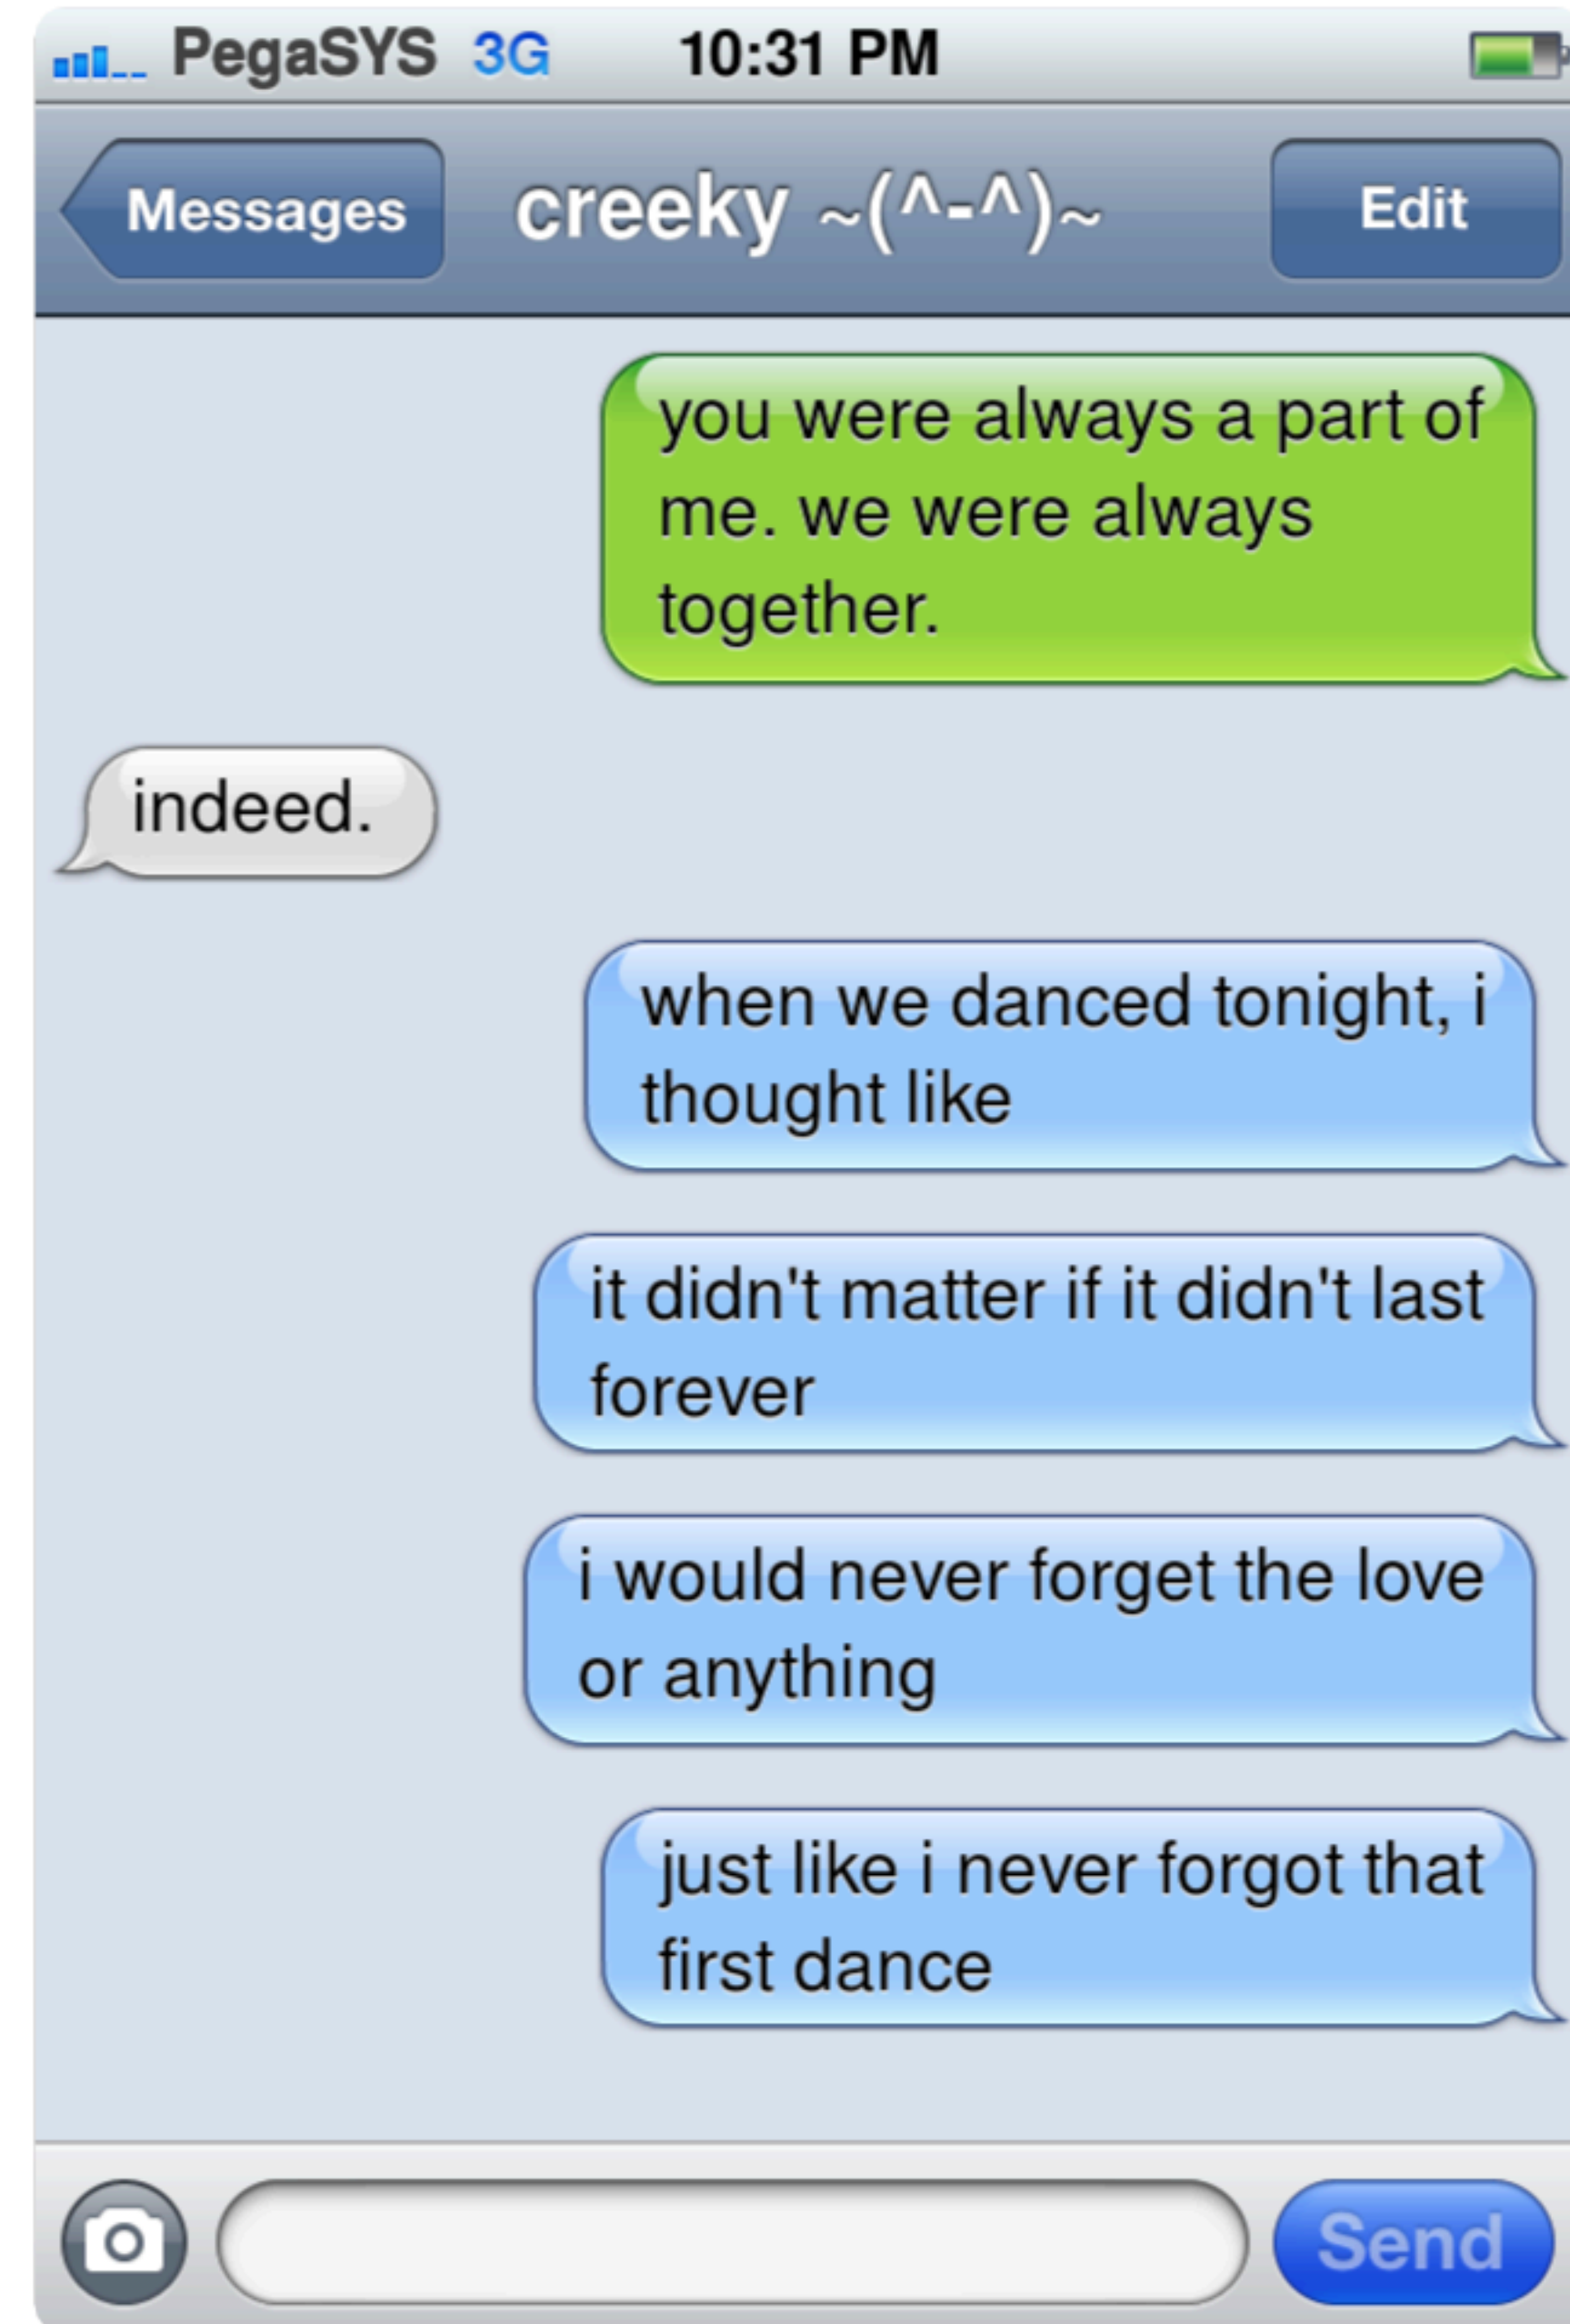 PegaSYS 3G 10:31 PM
Messages creeky ~(^-^)~ Edit
you were always a part of
me. we were always
together.
indeed.
when we danced tonight, i
thought like
it didn't matter if it didn't last
forever
i would never forget the love
or anything
just like i never forgot that
first dance
Send